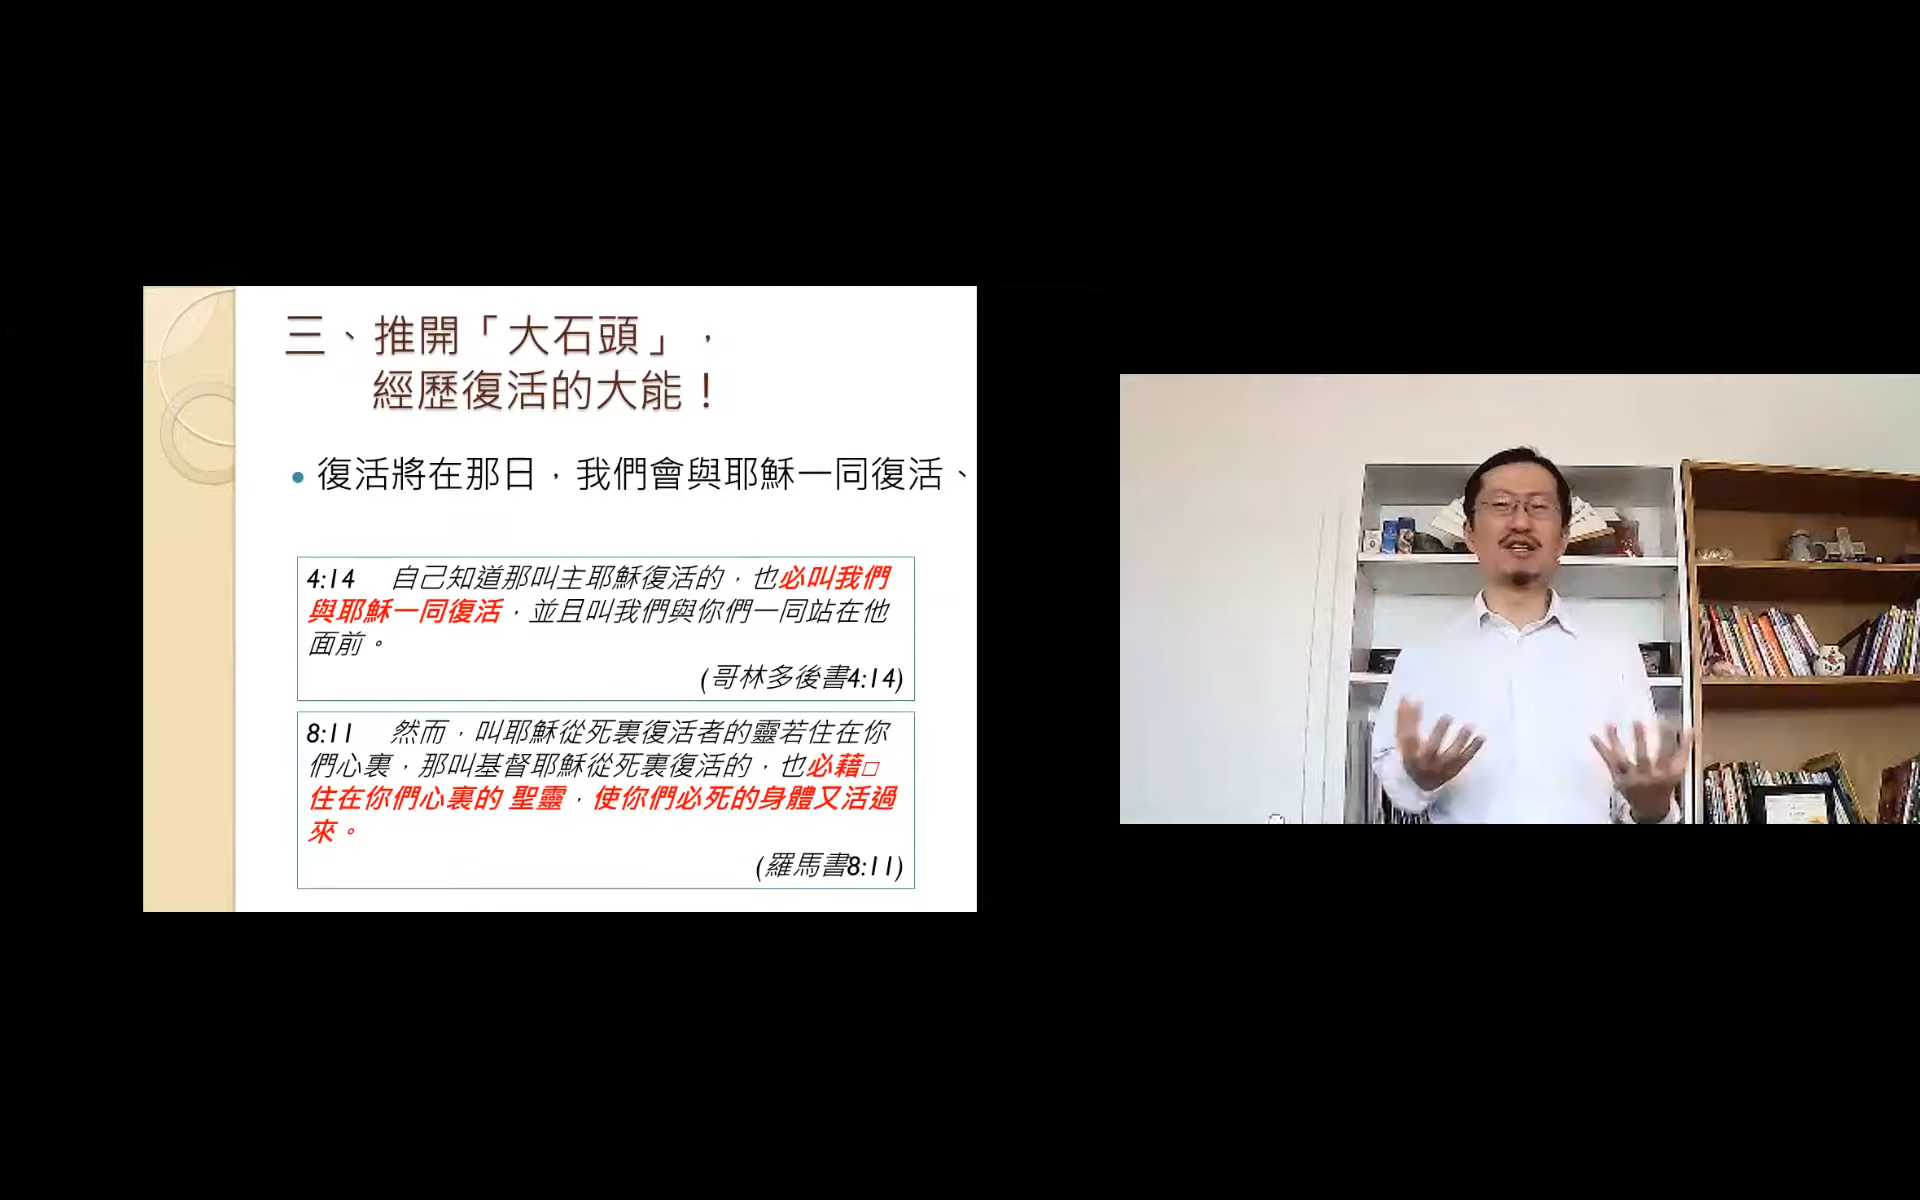 三、推開「大石頭」，
經歷復活的大能！
• 復活將在那日，我們會與耶穌一同復活、
4:14 自己知道那叫主耶穌復活的，也必叫我們
與耶穌一同復活，並且叫我們與你們一同站在他
面前。
(哥林多後書4:14)
8:11 然而，叫耶穌從死裏復活者的靈若住在你
們心裏，那叫基督耶穌從死裏復活的，也必藉□
住在你們心裏的 聖靈，使你們必死的身體又活過
來。
(羅馬書8:11)